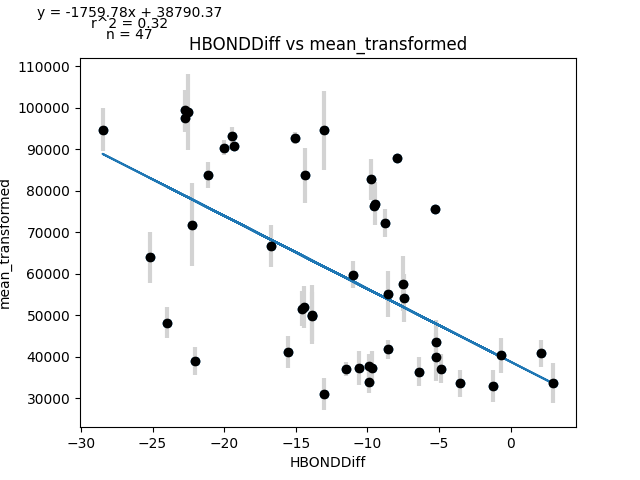 y = -1759.78x + 38790.37
r^2 = 0.32
n = 47
HBONDDiff vs mean_transformed
110000
100000
90000
80000
70000
60000
50000
40000
30000
mean_transformed
−30
−25
−20
−15
−10
−5
0
HBONDDiff